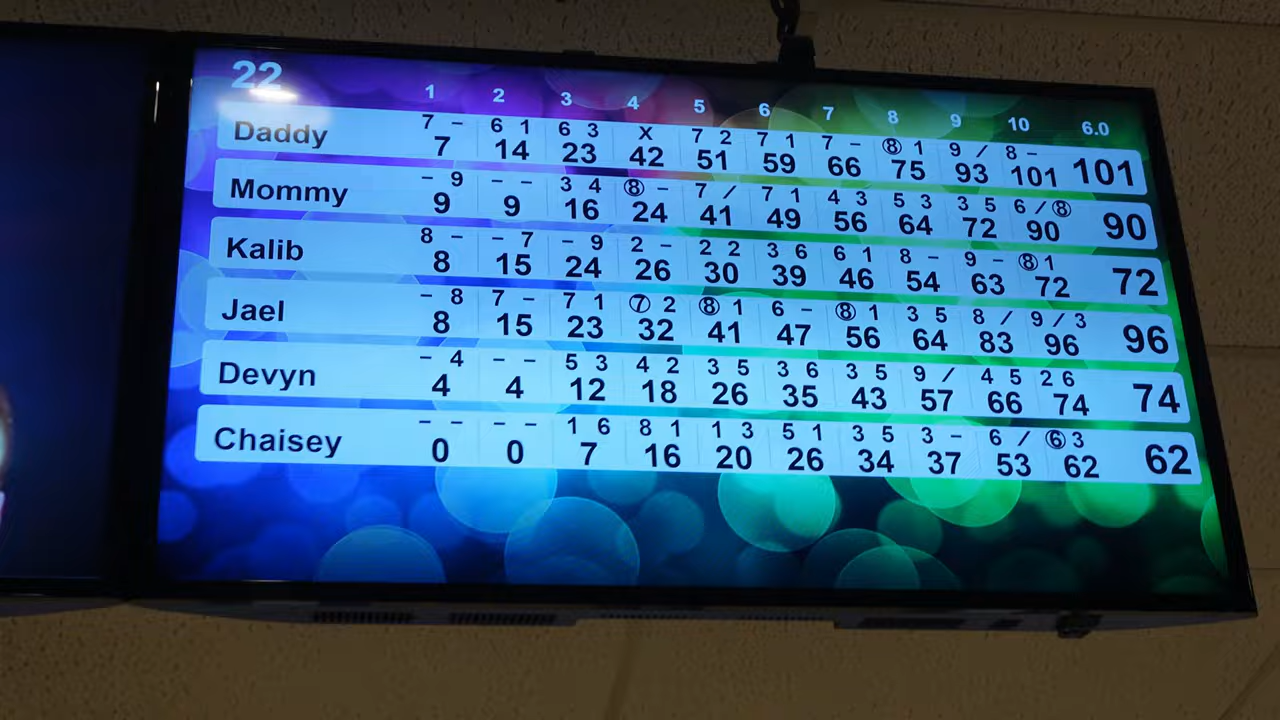 22
1 2 3 4 5 6 7 8 9 10 6.0
Daddy 7 - 6 1 6 3 X 7 2 7 1 7 - ⑧ 1 9 / 8 -
7 14 23 42 51 59 66 75 93 101 101
Mommy - 9 - - 3 4 ⑧ - 7 / 7 1 4 3 5 3 3 5 6 / ⑧
9 9 16 24 41 49 56 64 72 90 90
Kalib 8 - - 7 - 9 2 - 2 2 3 6 6 1 8 - 9 - ⑧ 1
8 15 24 26 30 39 46 54 63 72 72
Jael - 8 7 - 7 1 ⑦ 2 ⑧ 1 6 - ⑧ 1 3 5 8 / 9 / 3
8 15 23 32 41 47 56 64 83 96 96
Devyn - 4 - - 5 3 4 2 3 5 3 6 3 5 9 / 4 5 2 6
4 4 12 18 26 35 43 57 66 74 74
Chaisey - - - - 1 6 8 1 1 3 5 1 3 5 3 - 6 / ⑥ 3
0 0 7 16 20 26 34 37 53 62 62